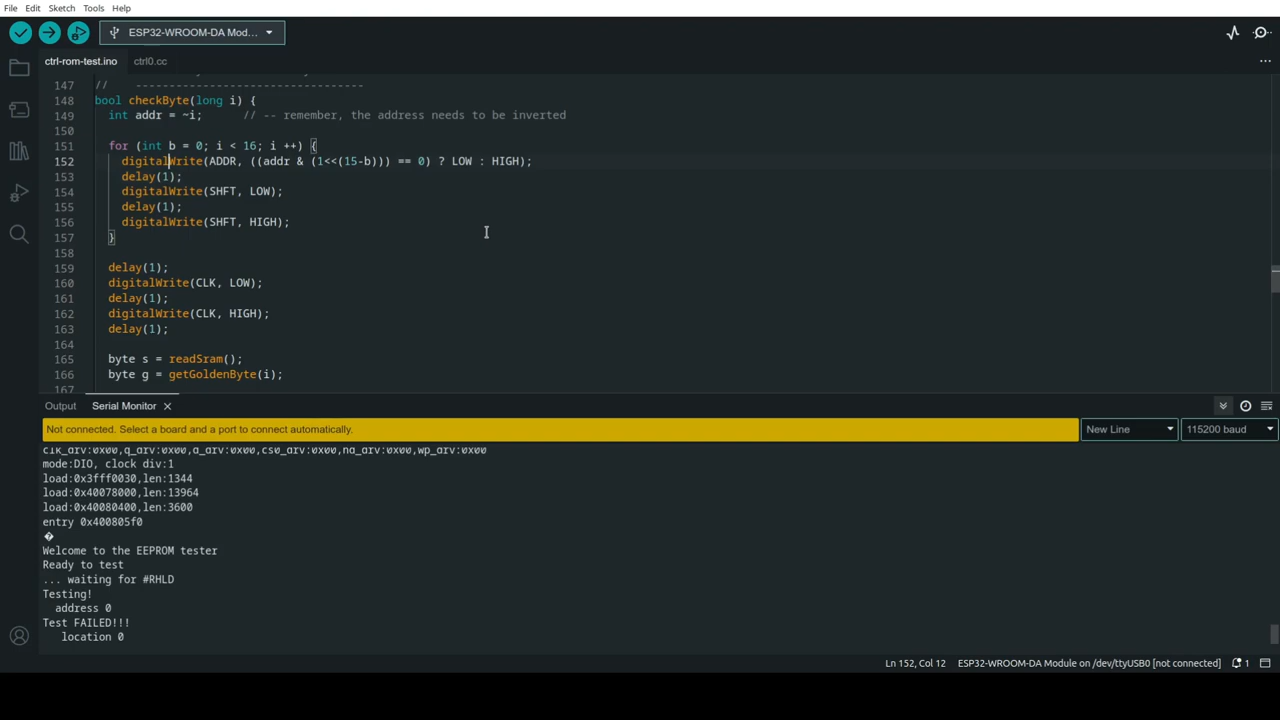 File Edit Sketch Tools Help
ESP32-WROOM-DA Mod...
ctrl-rom-test.ino ctrl0.cc
147 // ----------------------------------
148 bool checkByte(long i) {
149 int addr = ~i; // -- remember, the address needs to be inverted
150
151 for (int b = 0; i < 16; i ++) {
152 digitalWrite(ADDR, ((addr & (1<<(15-b))) == 0) ? LOW : HIGH);
153 delay(1);
154 digitalWrite(SHFT, LOW);
155 delay(1);
156 digitalWrite(SHFT, HIGH);
157 }
158
159 delay(1);
160 digitalWrite(CLK, LOW);
161 delay(1);
162 digitalWrite(CLK, HIGH);
163 delay(1);
164
165 byte s = readSram();
166 byte g = getGoldenByte(i);
167
Output Serial Monitor
Not connected. Select a board and a port to connect automatically. New Line 115200 baud
clk_drv:0x00,q_drv:0x00,d_drv:0x00,cs0_drv:0x00,hd_drv:0x00,wp_drv:0x00
mode:DIO, clock div:1
load:0x3fff0030,len:1344
load:0x40078000,len:13964
load:0x40080400,len:3600
entry 0x400805f0
�
Welcome to the EEPROM tester
Ready to test
... waiting for #RHLD
Testing!
address 0
Test FAILED!!!
location 0
Ln 152, Col 12 ESP32-WROOM-DA Module on /dev/ttyUSB0 [not connected] 1